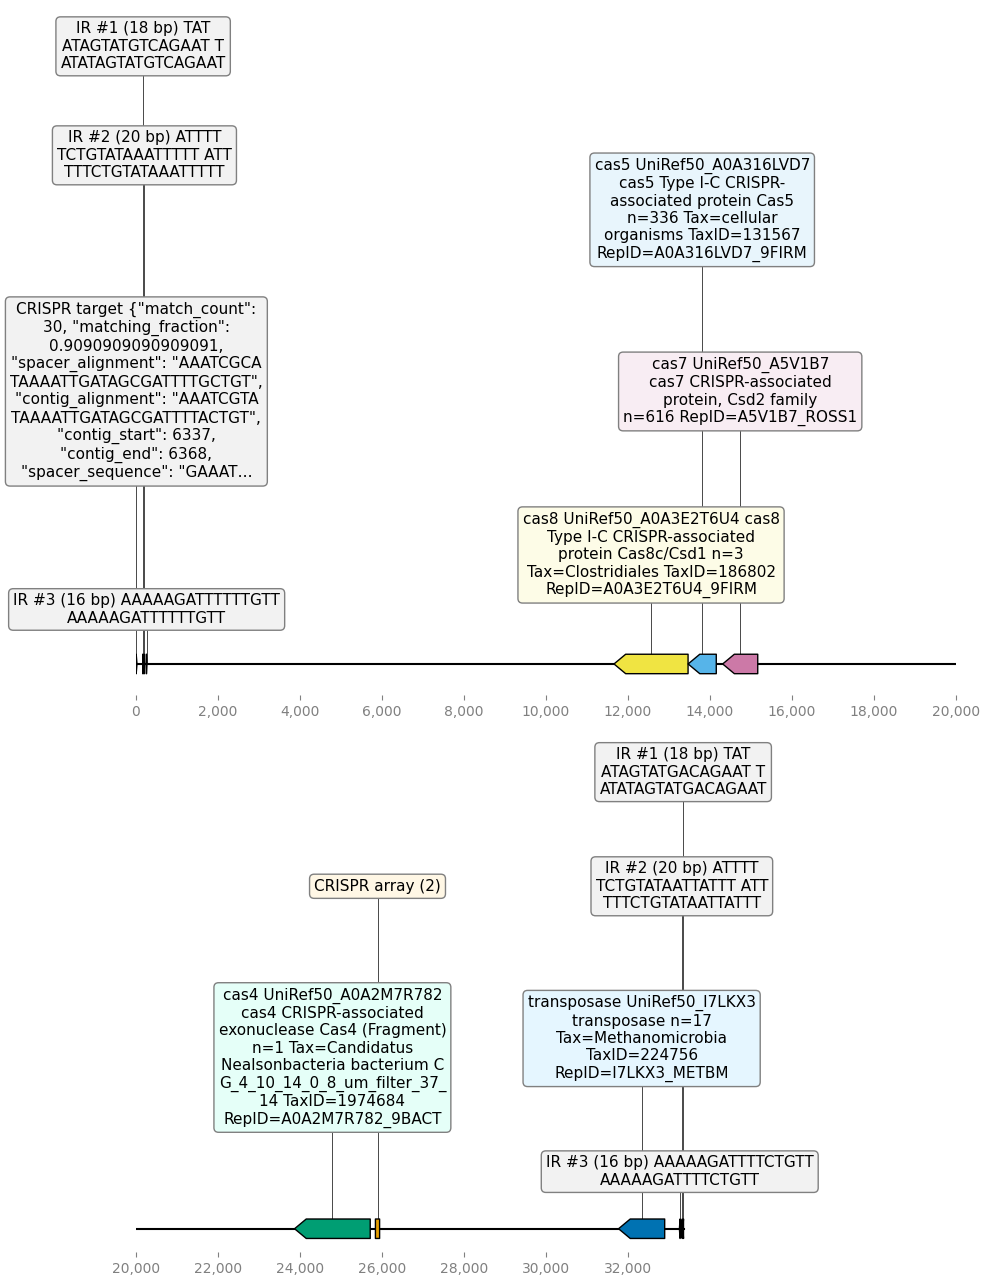 IR #1 (18 bp) TAT
ATAGTATGTCAGAAT T
ATATAGTATGTCAGAAT
IR #2 (20 bp) ATTTT
TCTGTATAAATTTTT ATT
TTTCTGTATAAATTTTT
cas5 UniRef50_A0A316LVD7
cas5 Type I-C CRISPR-
associated protein Cas5
n=336 Tax=cellular
organisms TaxID=131567
RepID=A0A316LVD7_9FIRM
CRISPR target {"match_count":
30, "matching_fraction":
0.9090909090909091,
"spacer_alignment": "AAATCGCA
TAAAATTGATAGCGATTTTGCTGT",
"contig_alignment": "AAATCGTA
TAAAATTGATAGCGATTTTACTGT",
"contig_start": 6337,
"contig_end": 6368,
"spacer_sequence": "GAAAT...
cas7 UniRef50_A5V1B7
cas7 CRISPR-associated
protein, Csd2 family
n=616 RepID=A5V1B7_ROSS1
cas8 UniRef50_A0A3E2T6U4 cas8
Type I-C CRISPR-associated
protein Cas8c/Csd1 n=3
Tax=Clostridiales TaxID=186802
RepID=A0A3E2T6U4_9FIRM
IR #3 (16 bp) AAAAAGATTTTTTGTT
AAAAAGATTTTTTGTT
0 2,000 4,000 6,000 8,000 10,000 12,000 14,000 16,000 18,000 20,000
IR #1 (18 bp) TAT
ATAGTATGACAGAAT T
ATATAGTATGACAGAAT
IR #2 (20 bp) ATTTT
TCTGTATAATTATTT ATT
TTTCTGTATAATTATTT
CRISPR array (2)
cas4 UniRef50_A0A2M7R782
cas4 CRISPR-associated
exonuclease Cas4 (Fragment)
n=1 Tax=Candidatus
Nealsonbacteria bacterium C
G_4_10_14_0_8_um_filter_37_
14 TaxID=1974684
RepID=A0A2M7R782_9BACT
transposase UniRef50_I7LKX3
transposase n=17
Tax=Methanomicrobia
TaxID=224756
RepID=I7LKX3_METBM
IR #3 (16 bp) AAAAAGATTTTCTGTT
AAAAAGATTTTCTGTT
20,000 22,000 24,000 26,000 28,000 30,000 32,000